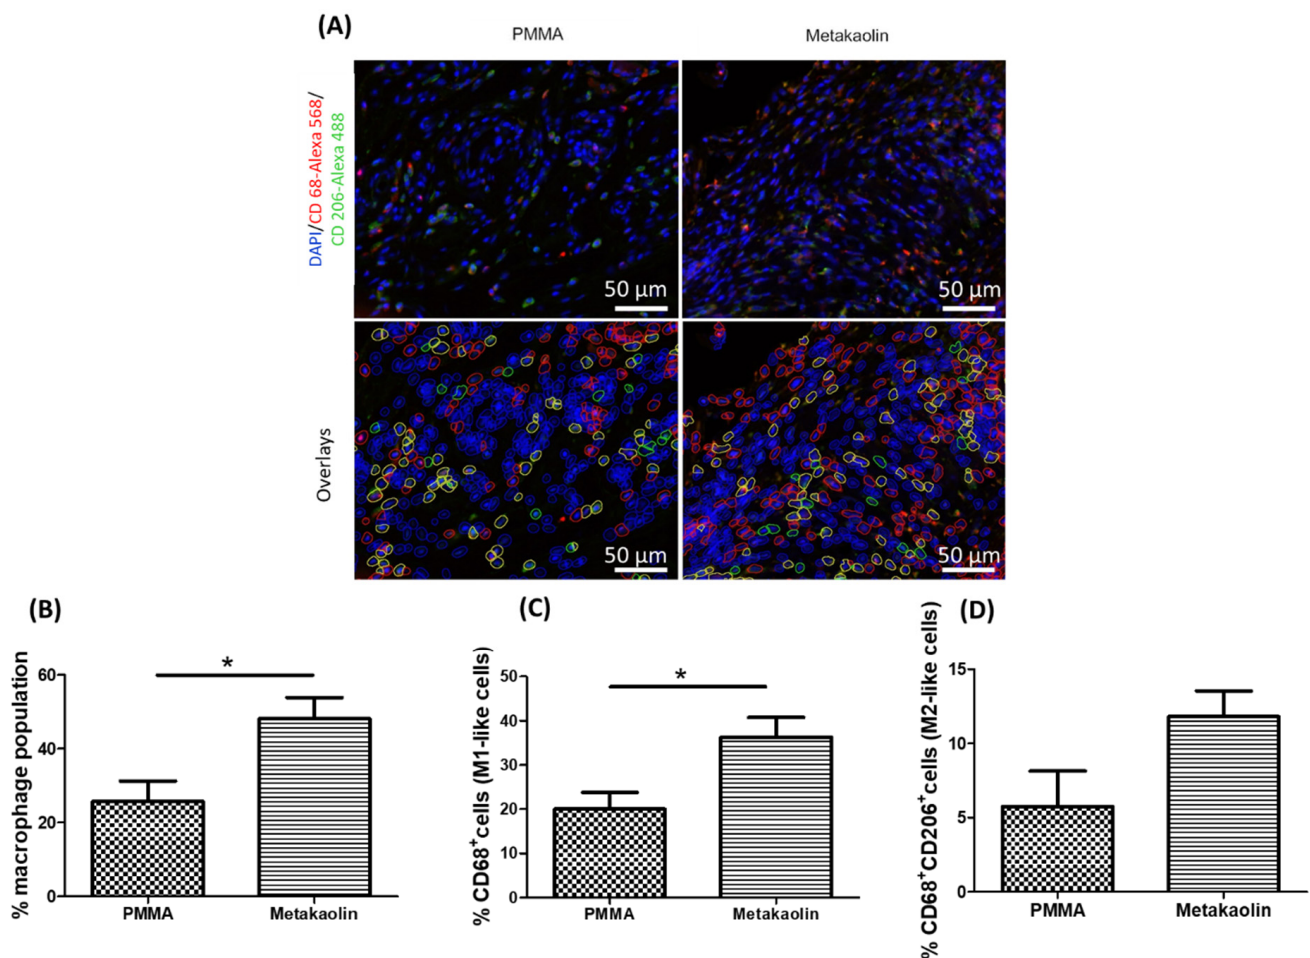 (A)
PMMA
Metakaolin
DAPI/CD 68-Alexa 568/
CD 206-Alexa 488
50 µm
50 µm
Overlays
50 µm
50 µm
(B)
% macrophage population
60
40
20
0
*
PMMA
Metakaolin
(C)
% CD68+cells (M1-like cells)
50
40
30
20
10
0
*
PMMA
Metakaolin
(D)
% CD68+CD206+cells (M2-like cells)
15
10
5
0
PMMA
Metakaolin